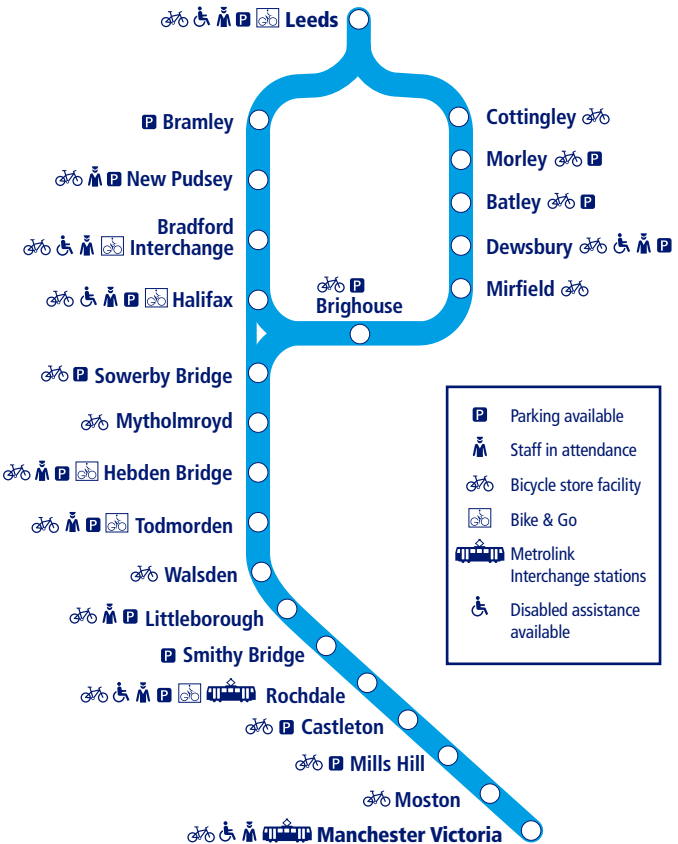 Leeds
P Bramley
Cottingley
Morley P
P New Pudsey
Batley P
Bradford
Interchange
Dewsbury P
P Halifax
P
Brighouse
Mirfield
P Sowerby Bridge
Mytholmroyd
P Hebden Bridge
P Todmorden
Walsden
P Littleborough
P Smithy Bridge
P Rochdale
P Castleton
P Mills Hill
Moston
Manchester Victoria
P Parking available
Staff in attendance
Bicycle store facility
Bike & Go
Metrolink
Interchange stations
Disabled assistance
available